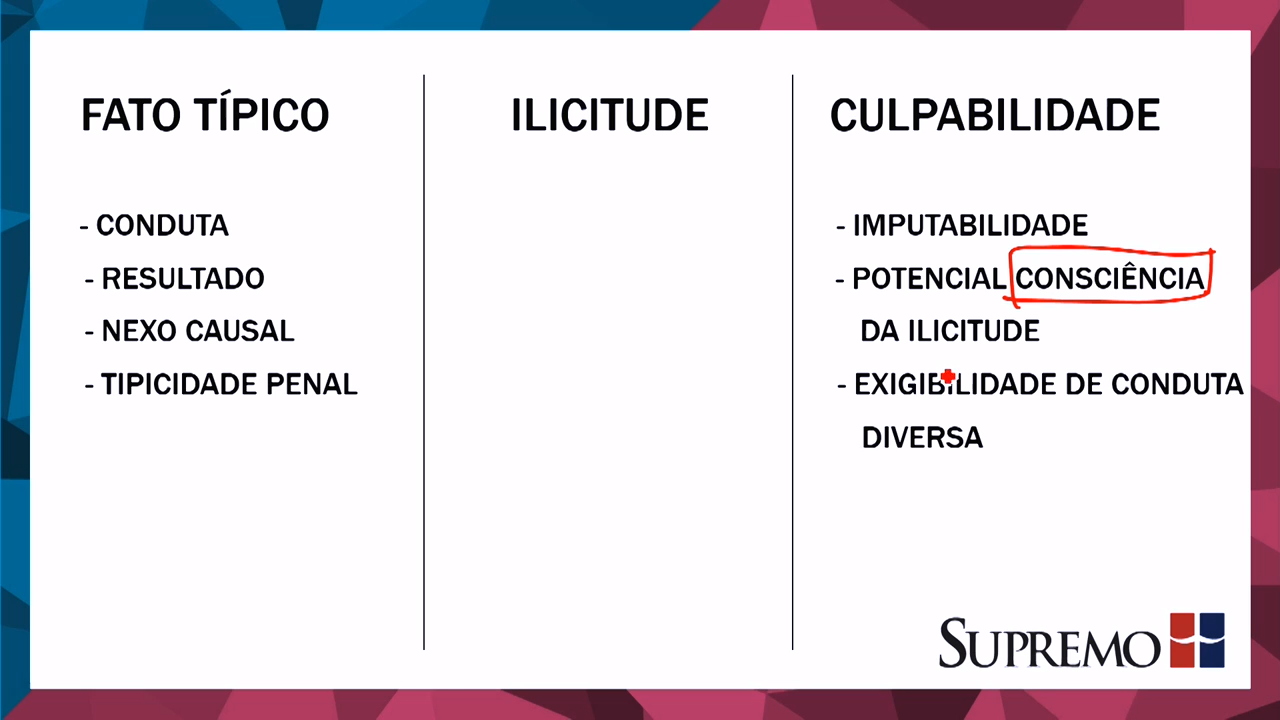 FATO TÍPICO
- CONDUTA
- RESULTADO
- NEXO CAUSAL
- TIPICIDADE PENAL
ILICITUDE
CULPABILIDADE
- IMPUTABILIDADE
- POTENCIAL CONSCIÊNCIA
DA ILICITUDE
- EXIGIBILIDADE DE CONDUTA
DIVERSA
SUPREMO